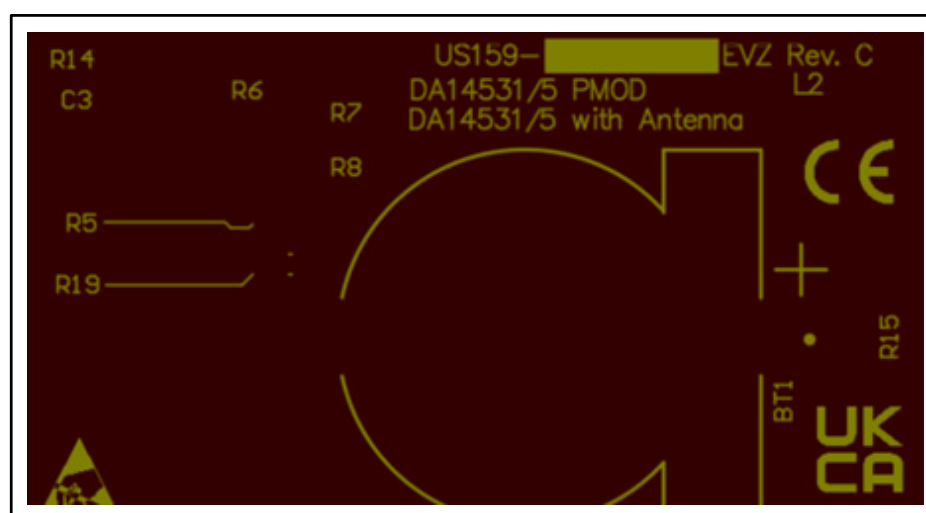 R14
US159-
EVZ Rev. C
C3
R6
DA14531/5 PMOD
L2
R7
DA14531/5 with Antenna
R8
CE
R5
R19
R15
BT1
UK
CA